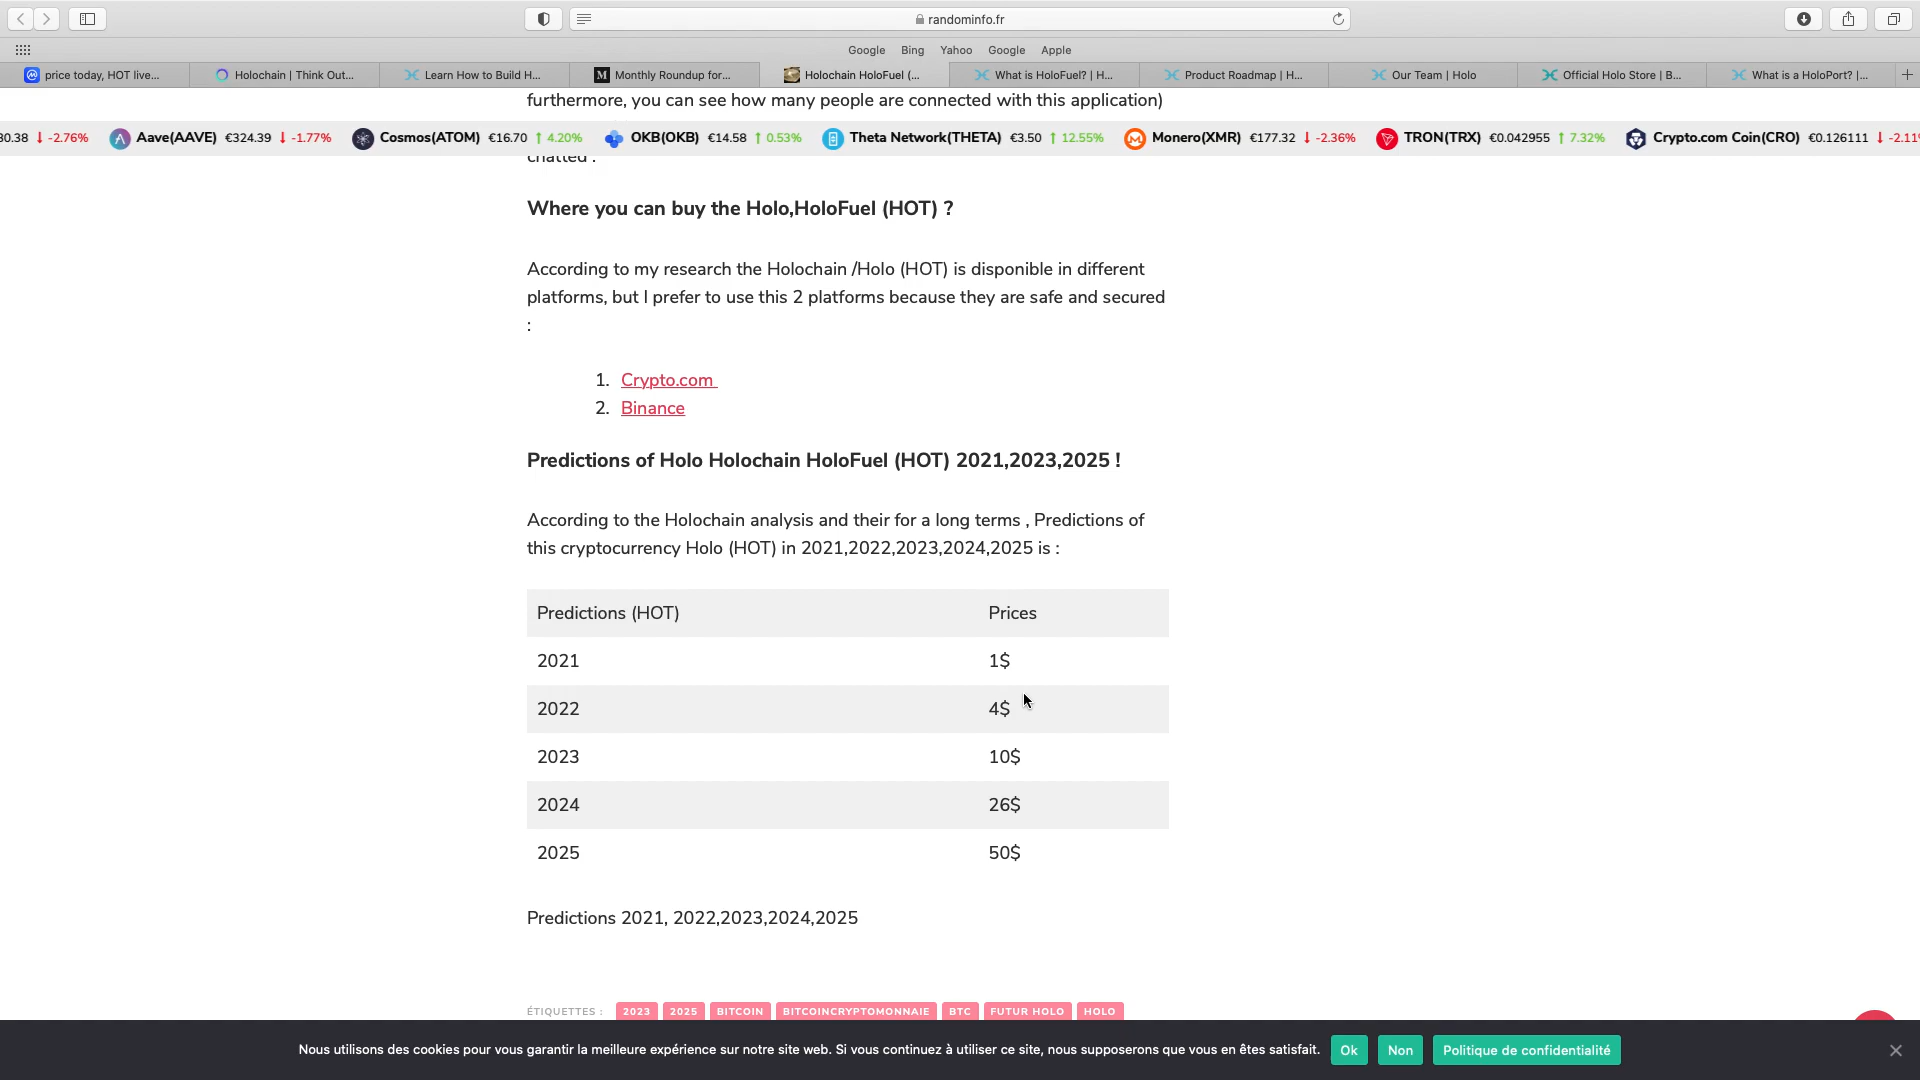 randominfo.fr
Google Bing Yahoo Google Apple
price today, HOT live... Holochain | Think Out... Learn How to Build H... Monthly Roundup for... Holochain HoloFuel (... What is HoloFuel? | H... Product Roadmap | H... Our Team | Holo Official Holo Store | B... What is a HoloPort? |...
furthermore, you can see how many people are connected with this application)
30.38 -2.76% Aave(AAVE) €324.39 -1.77% Cosmos(ATOM) €16.70 4.20% OKB(OKB) €14.58 0.53% Theta Network(THETA) €3.50 12.55% Monero(XMR) €177.32 -2.36% TRON(TRX) €0.042955 7.32% Crypto.com Coin(CRO) €0.126111 -2.11%
chatted :
Where you can buy the Holo,HoloFuel (HOT) ?
According to my research the Holochain /Holo (HOT) is disponible in different
platforms, but I prefer to use this 2 platforms because they are safe and secured
:
1. Crypto.com
2. Binance
Predictions of Holo Holochain HoloFuel (HOT) 2021,2023,2025 !
According to the Holochain analysis and their for a long terms , Predictions of
this cryptocurrency Holo (HOT) in 2021,2022,2023,2024,2025 is :
Predictions (HOT) Prices
2021 1$
2022 4$
2023 10$
2024 26$
2025 50$
Predictions 2021, 2022,2023,2024,2025
ÉTIQUETTES : 2023 2025 BITCOIN BITCOINCRYPTOMONNAIE BTC FUTUR HOLO HOLO
Nous utilisons des cookies pour vous garantir la meilleure expérience sur notre site web. Si vous continuez à utiliser ce site, nous supposerons que vous en êtes satisfait. Ok Non Politique de confidentialité